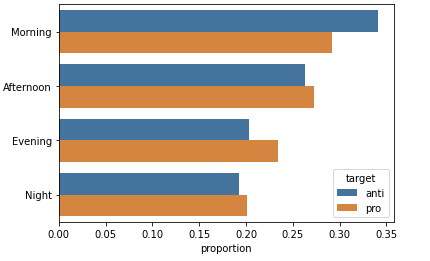 Morning
Afternoon
Evening
Night
target
anti
pro
0.00 0.05 0.10 0.15 0.20 0.25 0.30 0.35
proportion